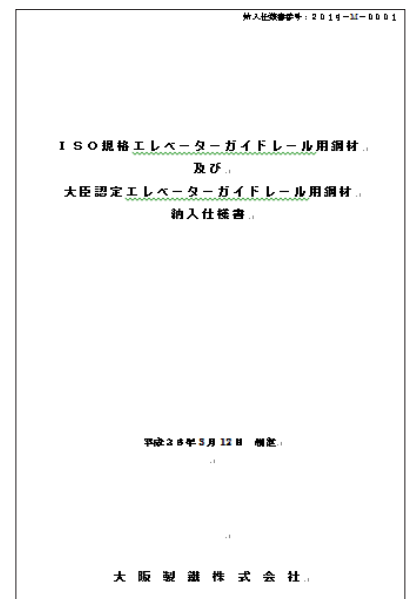 納入仕様書番号：２０１４－Ｍ－０００１
ＩＳＯ規格エレベーターガイドレール用鋼材
及び
大臣認定エレベーターガイドレール用鋼材
納入仕様書
平成２６年３月１２日 制定
大阪製鐵株式会社